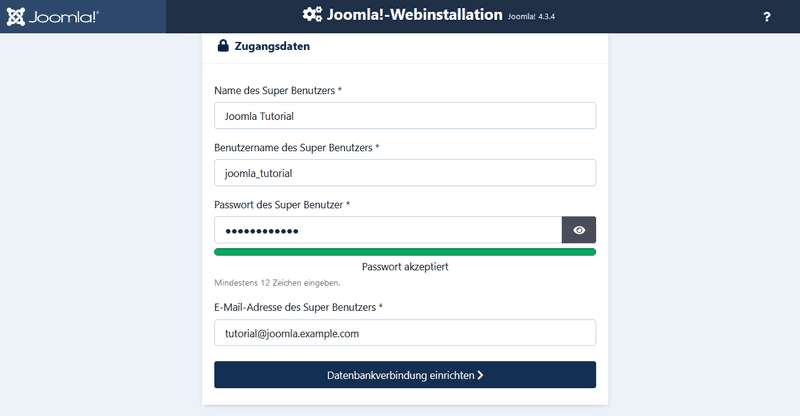 Joomla!®
Joomla!-Webinstallation Joomla! 4.3.4
?
Zugangsdaten
Name des Super Benutzers *
Joomla Tutorial
Benutzername des Super Benutzers *
joomla_tutorial
Passwort des Super Benutzer *
••••••••••••
Passwort akzeptiert
Mindestens 12 Zeichen eingeben.
E-Mail-Adresse des Super Benutzers *
tutorial@joomla.example.com
Datenbankverbindung einrichten